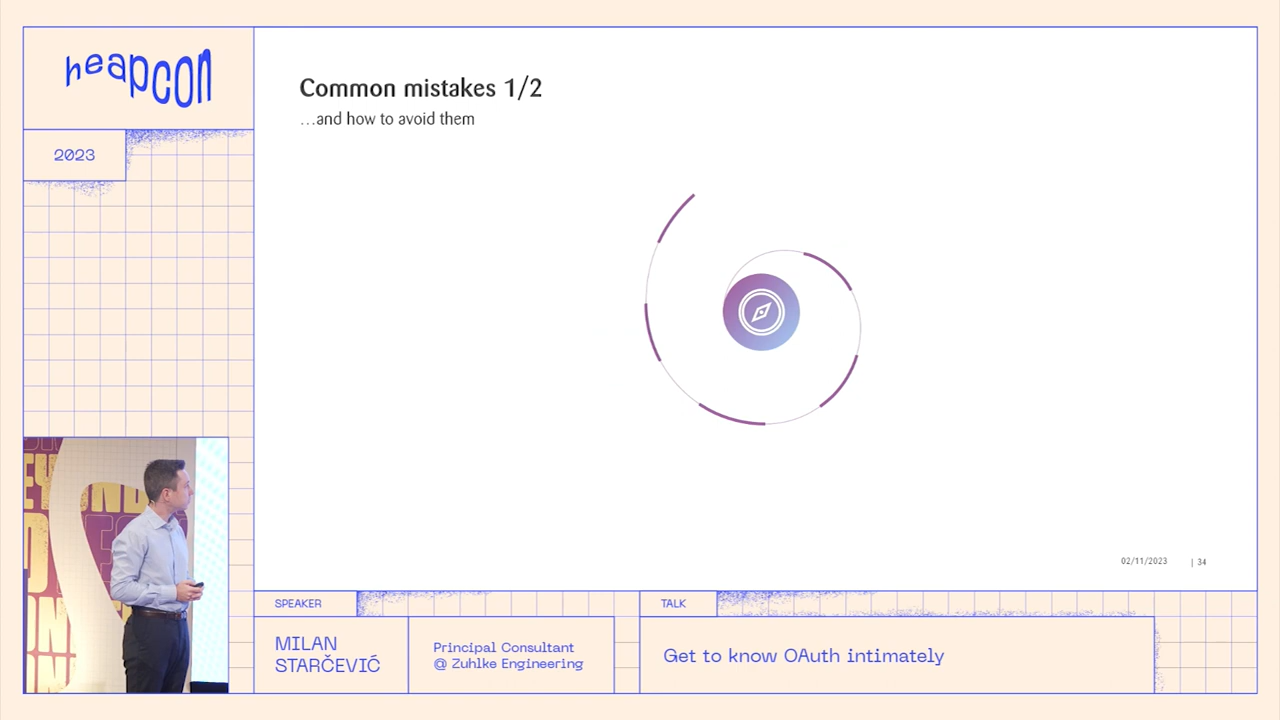 heapcon
2023
Common mistakes 1/2
...and how to avoid them
02/11/2023 | 34
SPEAKER
MILAN
STARČEVIĆ
Principal Consultant
@ Zuhlke Engineering
TALK
Get to know OAuth intimately